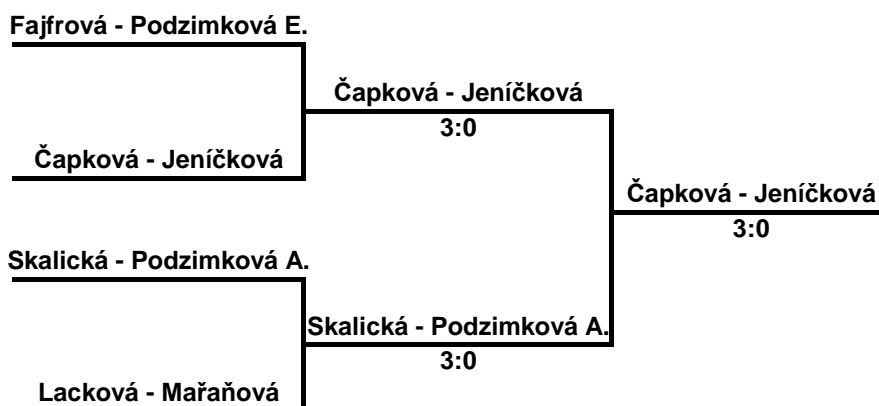 Fajfrová - Podzimková E.
Čapková - Jeníčková
3:0
Čapková - Jeníčková
Čapková - Jeníčková
3:0
Skalická - Podzimková A.
Skalická - Podzimková A.
3:0
Lacková - Mařaňová